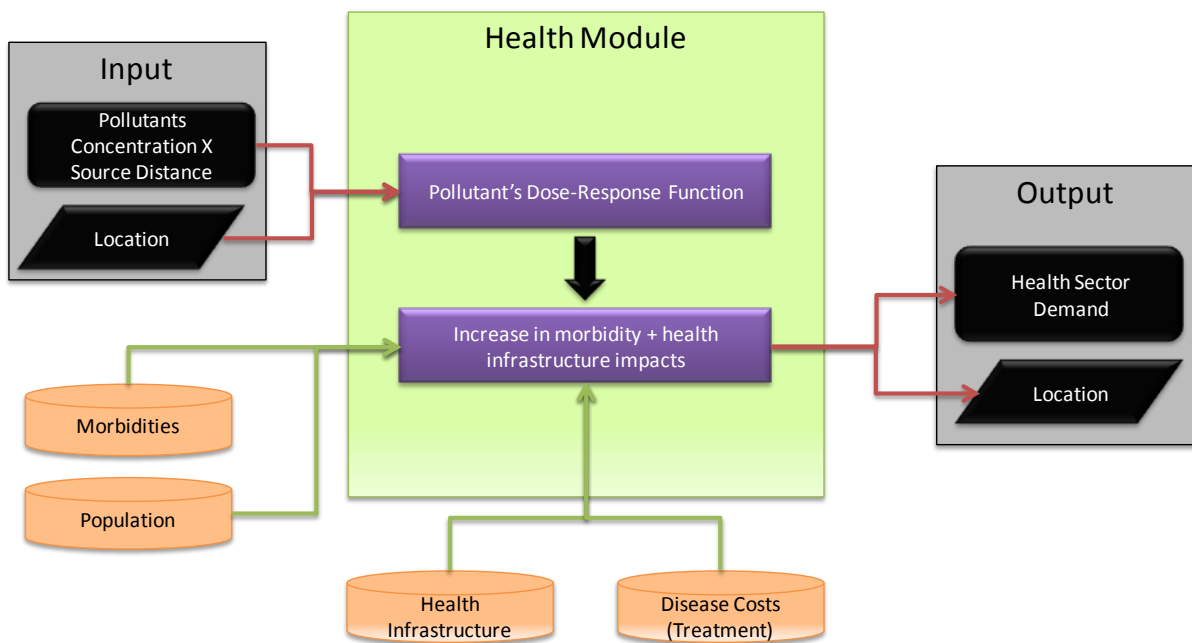 Input
Pollutants
Concentration X
Source Distance
Location
Health Module
Pollutant's Dose-Response Function
Increase in morbidity + health
infrastructure impacts
Output
Health Sector
Demand
Location
Morbidities
Population
Health
Infrastructure
Disease Costs
(Treatment)